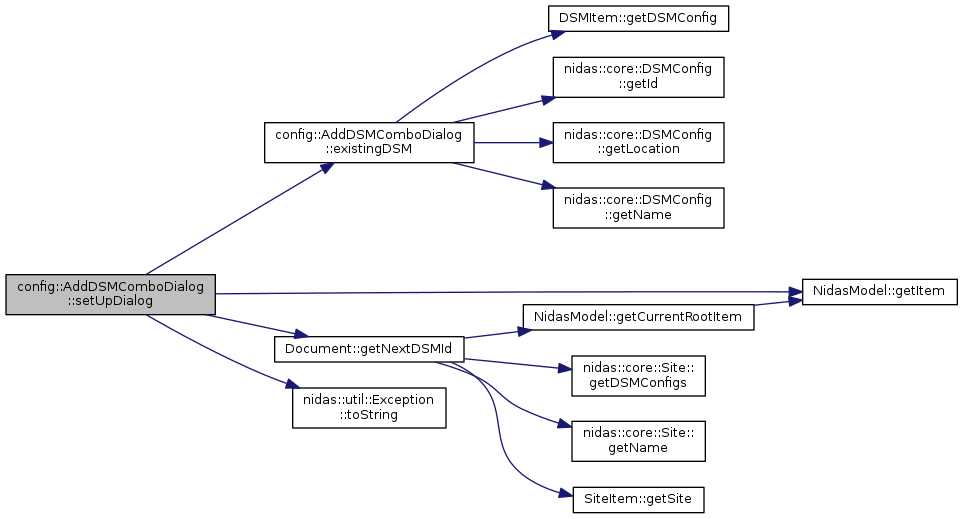 DSMItem::getDSMConfig
nidas::core::DSMConfig
::getId
config::AddDSMComboDialog
::existingDSM
nidas::core::DSMConfig
::getLocation
nidas::core::DSMConfig
::getName
config::AddDSMComboDialog
::setUpDialog
NidasModel::getItem
NidasModel::getCurrentRootItem
Document::getNextDSMId
nidas::core::Site::
getDSMConfigs
nidas::util::Exception
::toString
nidas::core::Site::
getName
SiteItem::getSite